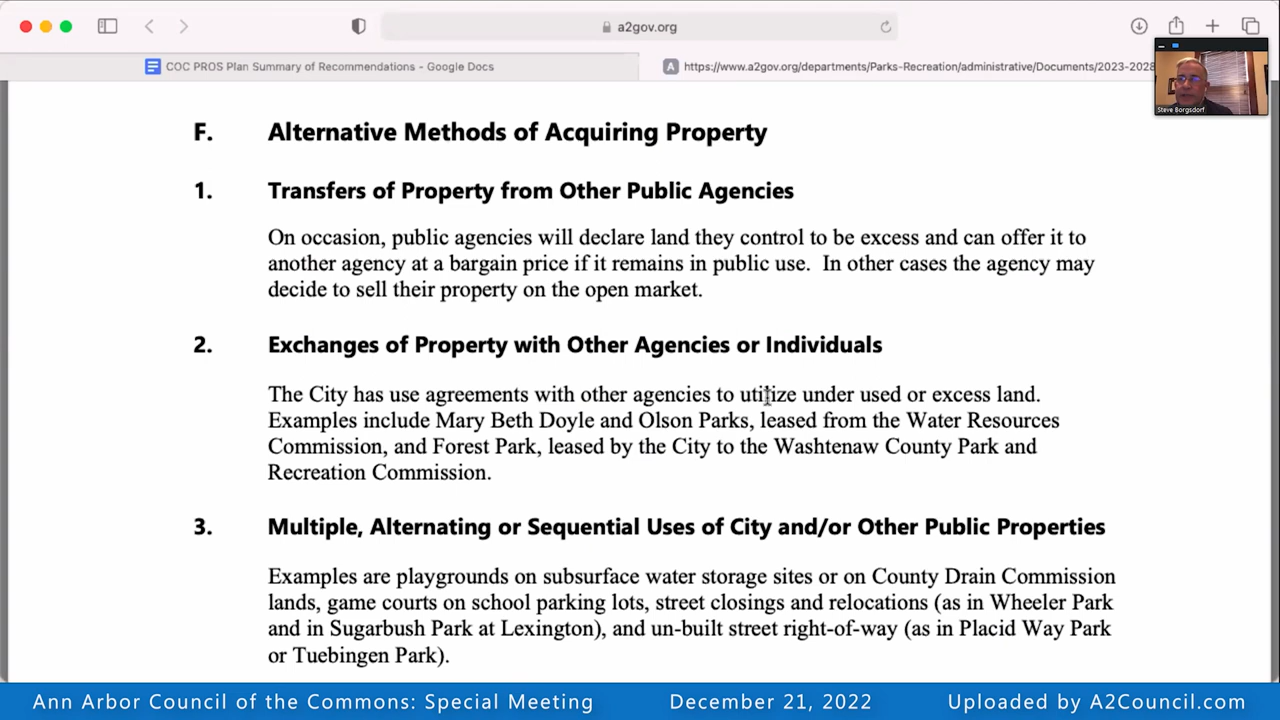 a2gov.org
COC PROS Plan Summary of Recommendations - Google Docs
A https://www.a2gov.org/departments/Parks-Recreation/administrative/Documents/2023-2028
Steve Borgsdorf
F. Alternative Methods of Acquiring Property
1. Transfers of Property from Other Public Agencies
On occasion, public agencies will declare land they control to be excess and can offer it to
another agency at a bargain price if it remains in public use. In other cases the agency may
decide to sell their property on the open market.
2. Exchanges of Property with Other Agencies or Individuals
The City has use agreements with other agencies to utilize under used or excess land.
Examples include Mary Beth Doyle and Olson Parks, leased from the Water Resources
Commission, and Forest Park, leased by the City to the Washtenaw County Park and
Recreation Commission.
3. Multiple, Alternating or Sequential Uses of City and/or Other Public Properties
Examples are playgrounds on subsurface water storage sites or on County Drain Commission
lands, game courts on school parking lots, street closings and relocations (as in Wheeler Park
and in Sugarbush Park at Lexington), and un-built street right-of-way (as in Placid Way Park
or Tuebingen Park).
Ann Arbor Council of the Commons: Special Meeting December 21, 2022 Uploaded by A2Council.com